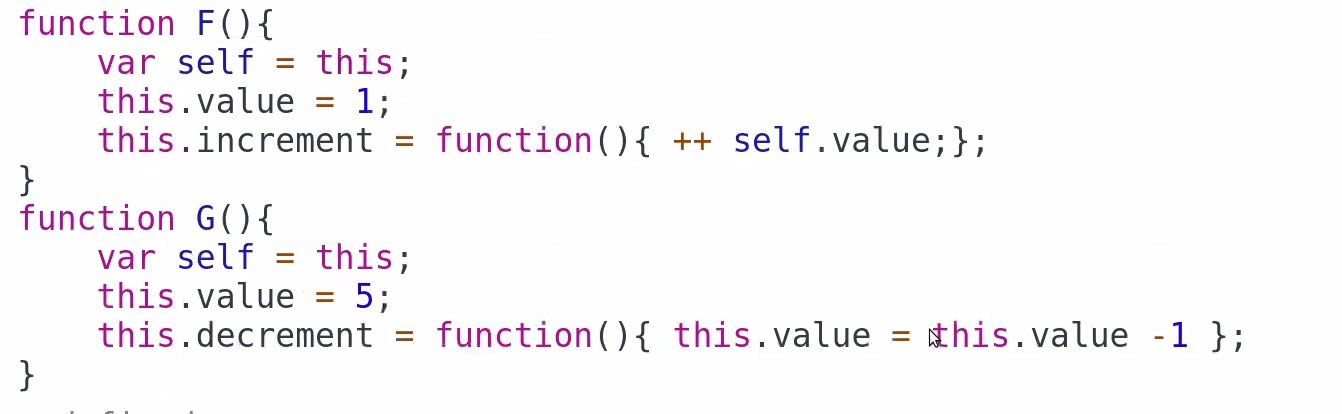 function F(){
    var self = this;
    this.value = 1;
    this.increment = function(){ ++ self.value;};
}
function G(){
    var self = this;
    this.value = 5;
    this.decrement = function(){ this.value = this.value -1 };
}